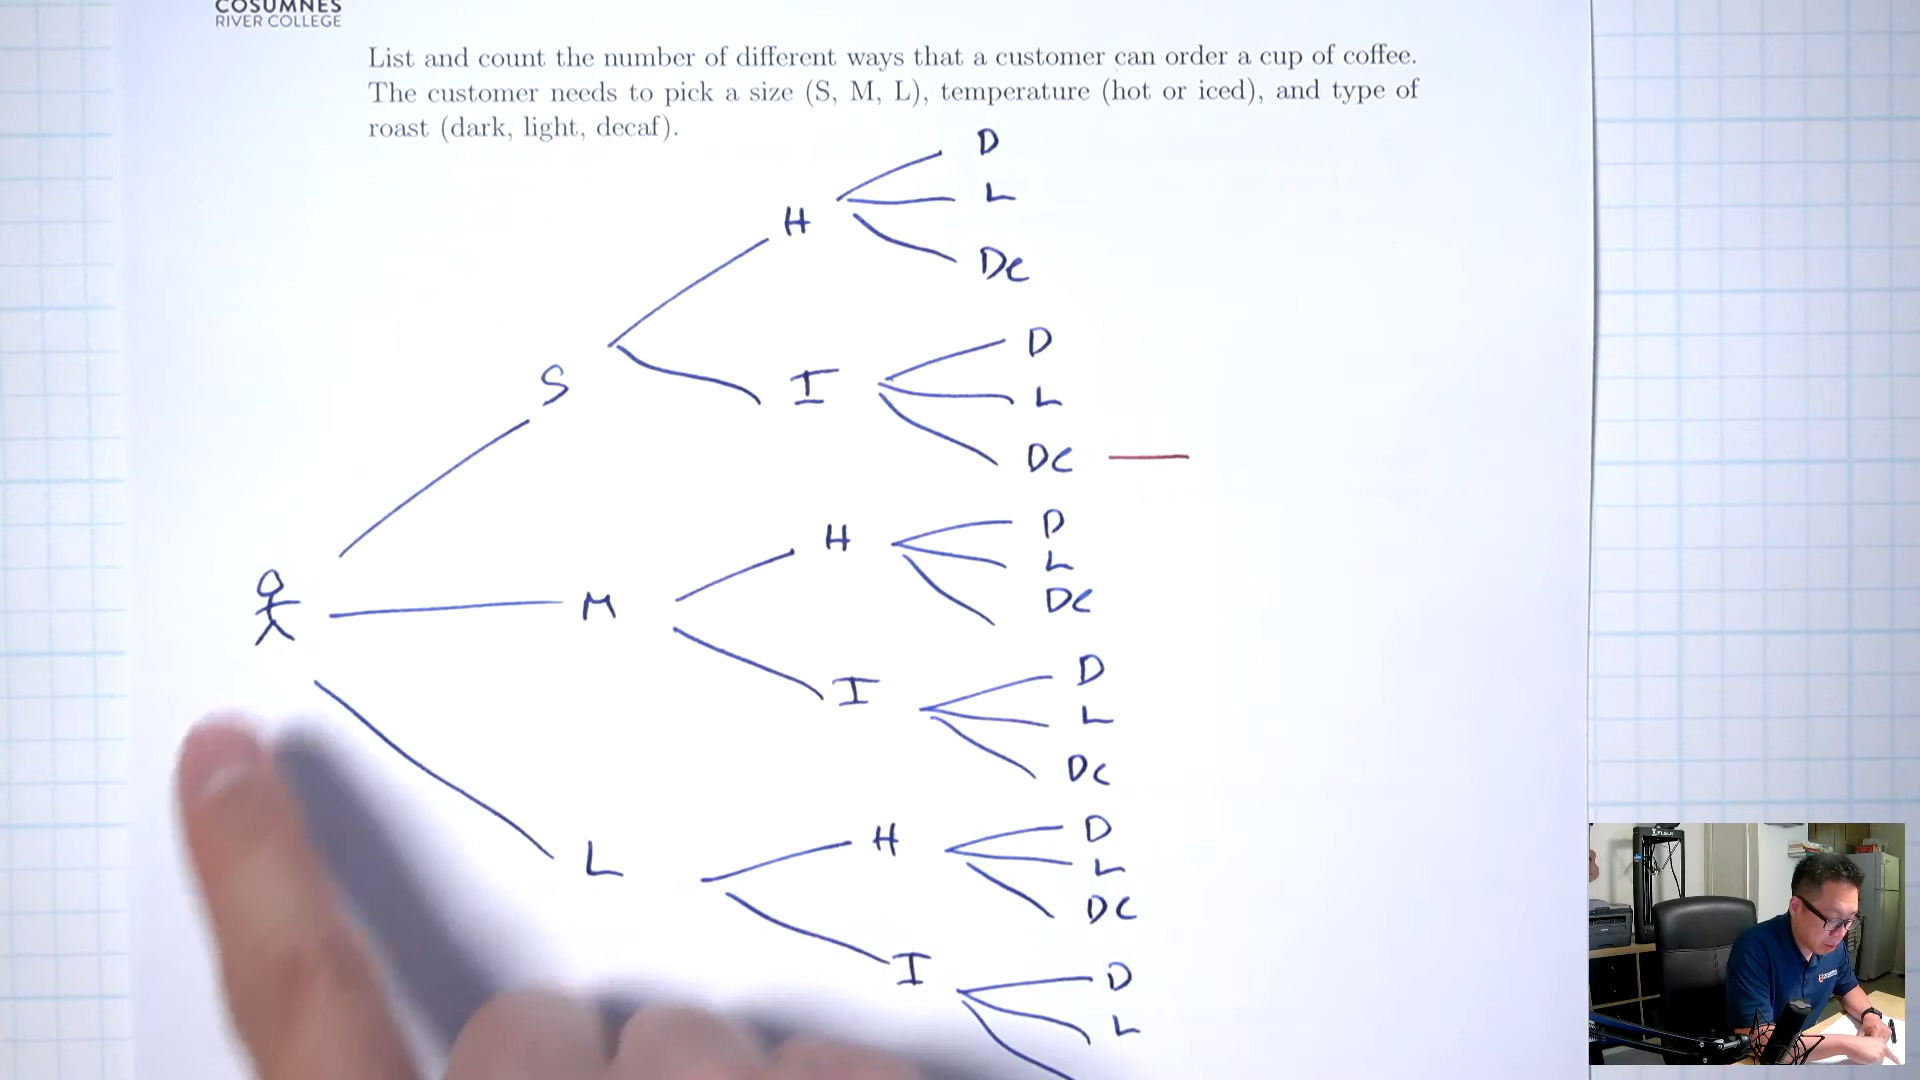 COSUMNES
RIVER COLLEGE
List and count the number of different ways that a customer can order a cup of coffee.
The customer needs to pick a size (S, M, L), temperature (hot or iced), and type of
roast (dark, light, decaf).
D
L
H
DC
D
S
I
L
DC
D
H
L
M
DC
D
I
L
DC
D
H
L
L
DC
I
D
L